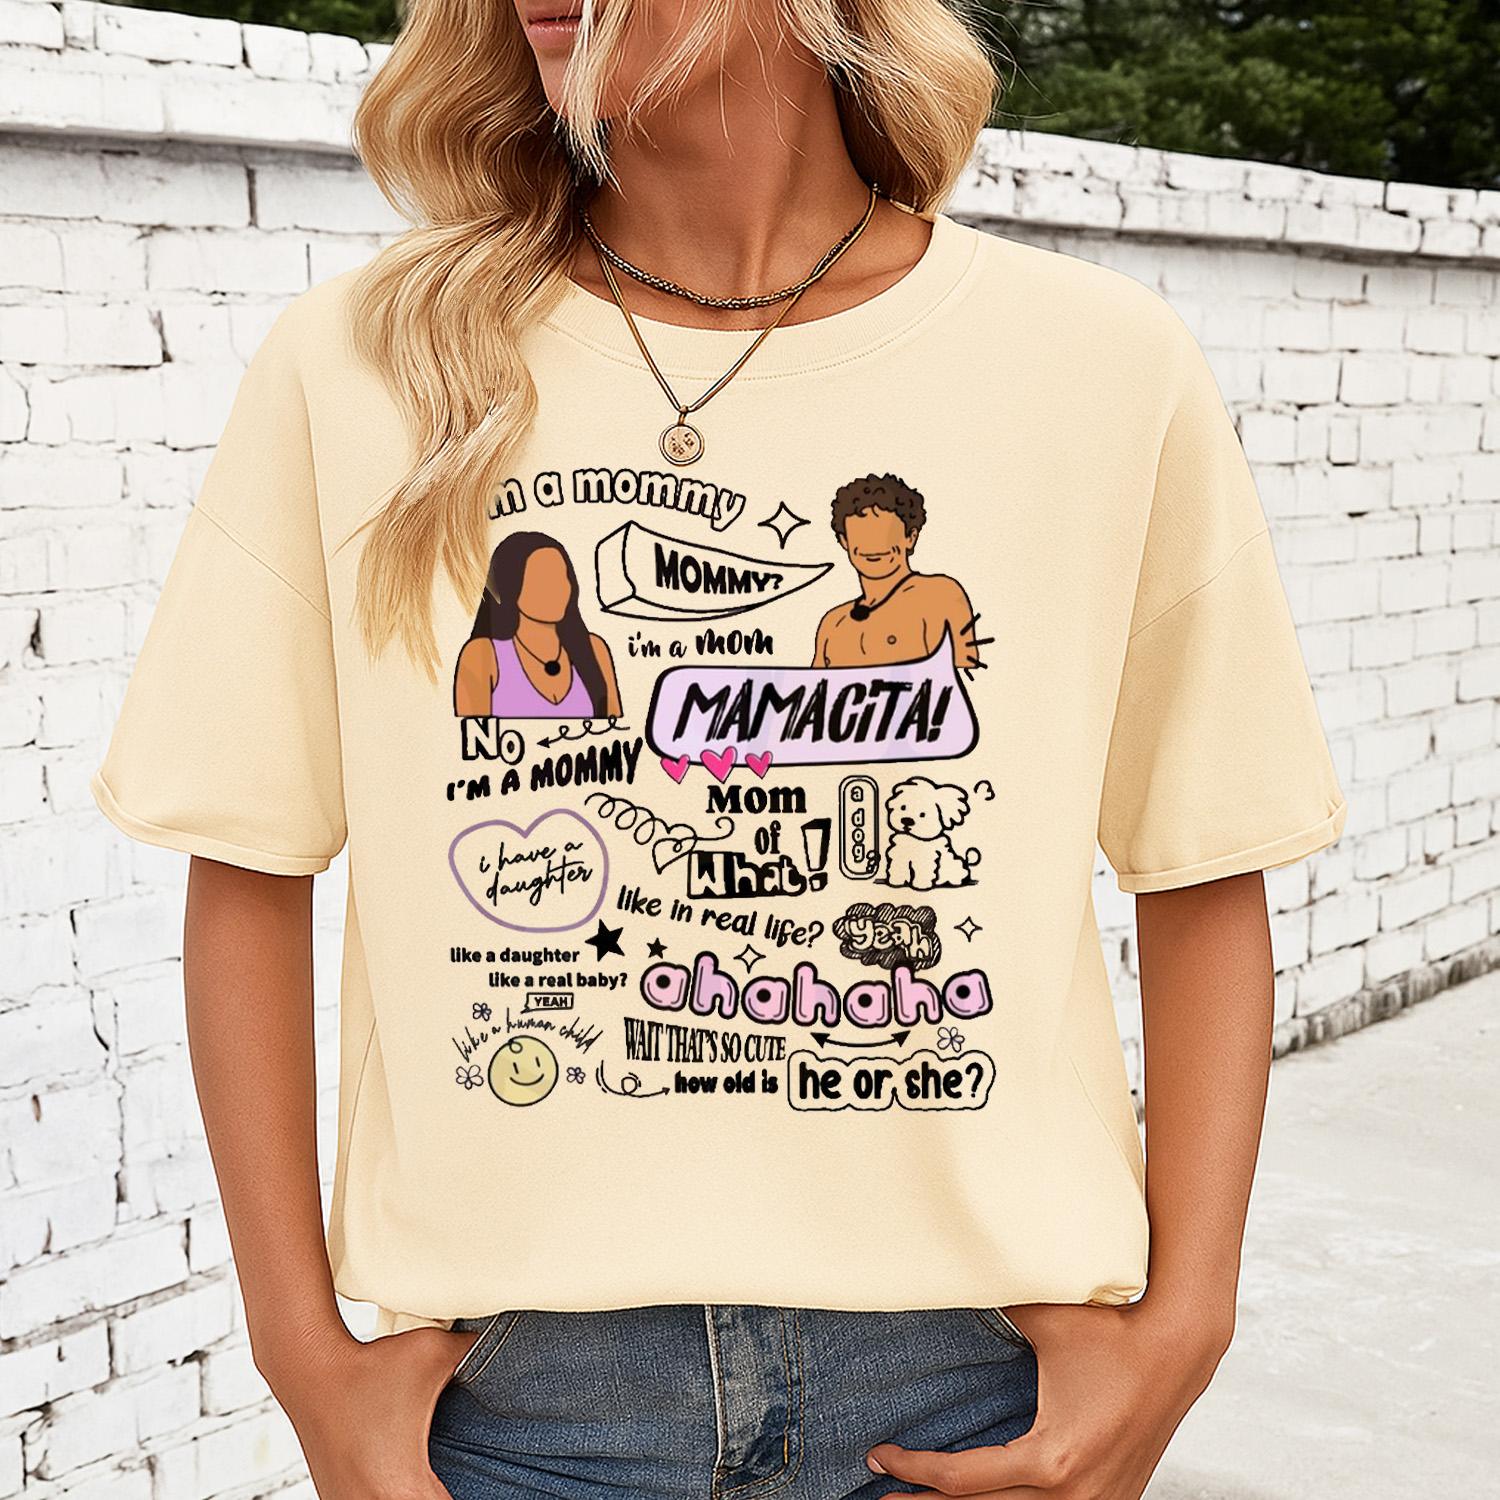 m a mommy
MOMMY?
i'm a mom
MAMACiTA!
No
I'M A MOMMY
Mom
of
What!
a dog?
i have a
daughter
like in real life?
yeah
like a daughter
like a real baby?
YEAH
ahahaha
like a human child
WAIT THAT'S SO CUTE
how old is he or she?